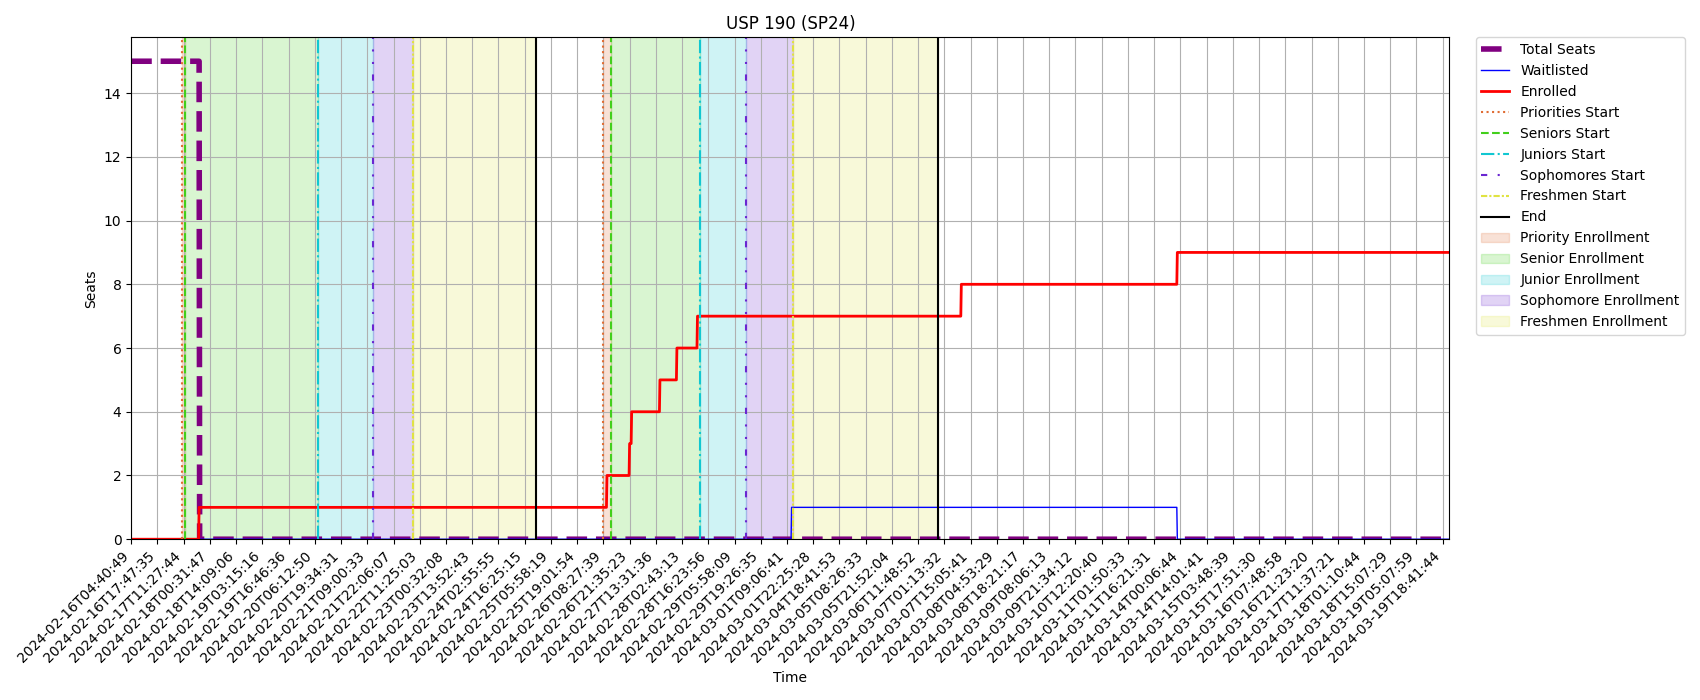 USP 190 (SP24)
Seats
14
12
10
8
6
4
2
0
2024-02-16T04:40:49
2024-02-16T17:47:35
2024-02-17T11:27:44
2024-02-18T00:31:47
2024-02-18T14:09:06
2024-02-19T03:15:16
2024-02-19T16:46:36
2024-02-20T06:12:50
2024-02-20T19:34:31
2024-02-21T09:00:33
2024-02-21T22:06:07
2024-02-22T11:25:03
2024-02-23T00:32:08
2024-02-23T13:52:43
2024-02-24T02:55:55
2024-02-24T16:25:15
2024-02-25T05:58:19
2024-02-25T19:01:54
2024-02-26T08:27:39
2024-02-26T21:35:23
2024-02-27T13:31:36
2024-02-28T02:43:13
2024-02-28T16:23:56
2024-02-29T05:58:09
2024-02-29T19:26:35
2024-03-01T09:06:41
2024-03-01T22:25:28
2024-03-04T18:41:53
2024-03-05T08:26:33
2024-03-05T21:52:04
2024-03-06T11:48:52
2024-03-07T01:13:32
2024-03-07T15:05:41
2024-03-08T04:53:29
2024-03-08T18:21:17
2024-03-09T08:06:13
2024-03-09T21:34:12
2024-03-10T12:20:40
2024-03-11T01:50:33
2024-03-11T16:21:31
2024-03-14T00:06:44
2024-03-14T14:01:41
2024-03-15T03:48:39
2024-03-15T17:51:30
2024-03-16T07:48:58
2024-03-16T21:23:20
2024-03-17T11:37:21
2024-03-18T01:10:44
2024-03-18T15:07:29
2024-03-19T05:07:59
2024-03-19T18:41:44
Time
Total Seats
Waitlisted
Enrolled
Priorities Start
Seniors Start
Juniors Start
Sophomores Start
Freshmen Start
End
Priority Enrollment
Senior Enrollment
Junior Enrollment
Sophomore Enrollment
Freshmen Enrollment